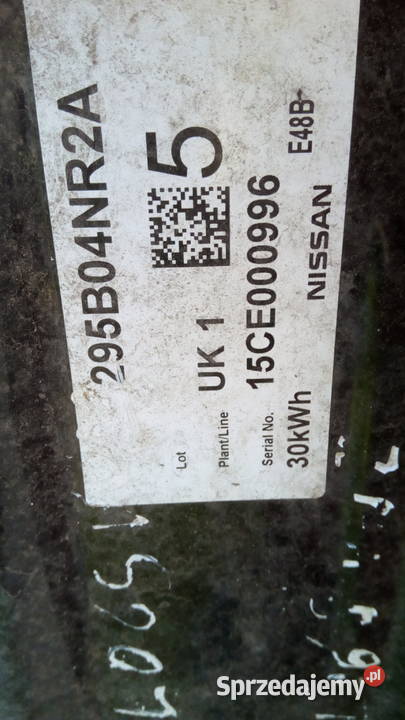 295B04NR2A
5
Lot
Plant/Line UK 1
Serial No. 15CE000996
30kWh NISSAN E48B
Sprzedajemy.pl